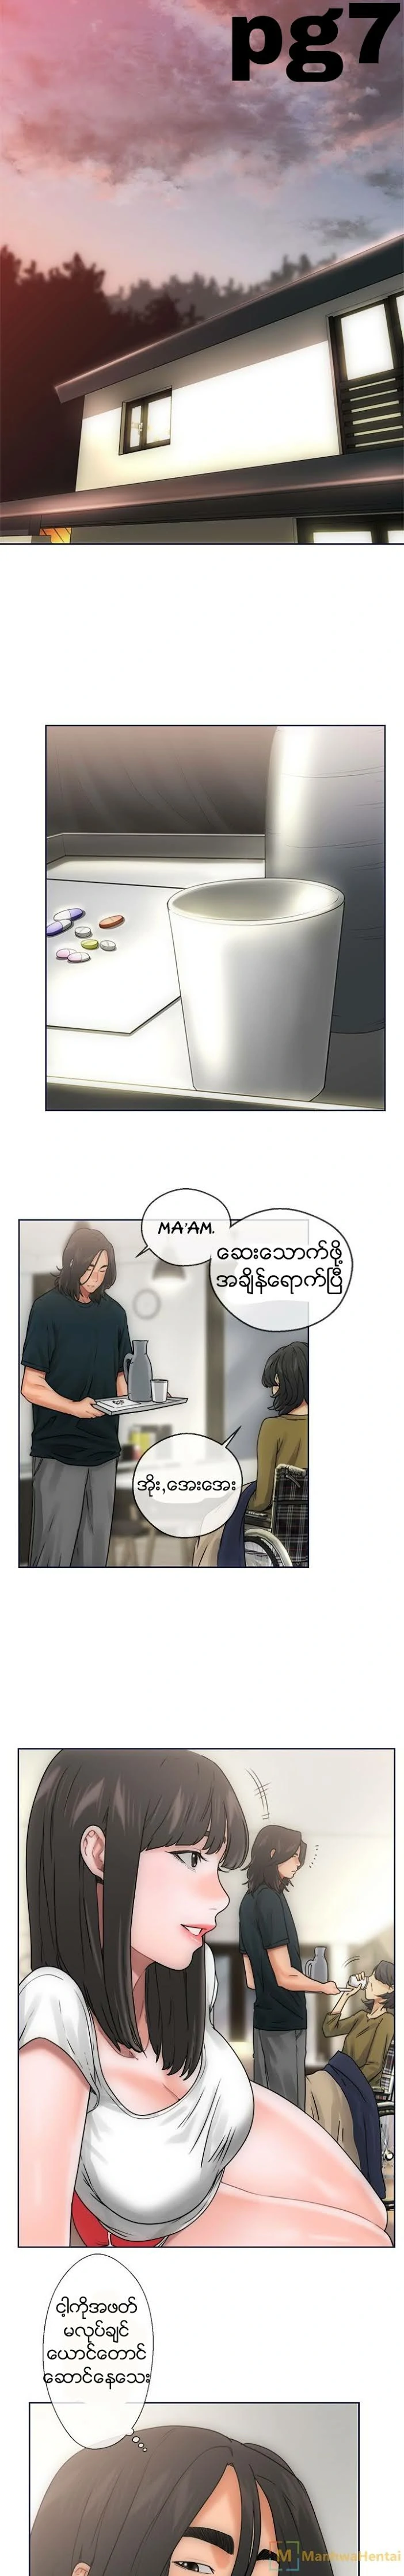 pg7
MA'AM.
ဆေးသောက်ဖို့
အချိန်ရောက်ပြီ
အိုး,အေးအေး
ငါ့ကိုအဖတ်
မလုပ်ချင်
ယောင်တောင်
ဆောင်နေသေး
M ManhwaHentai